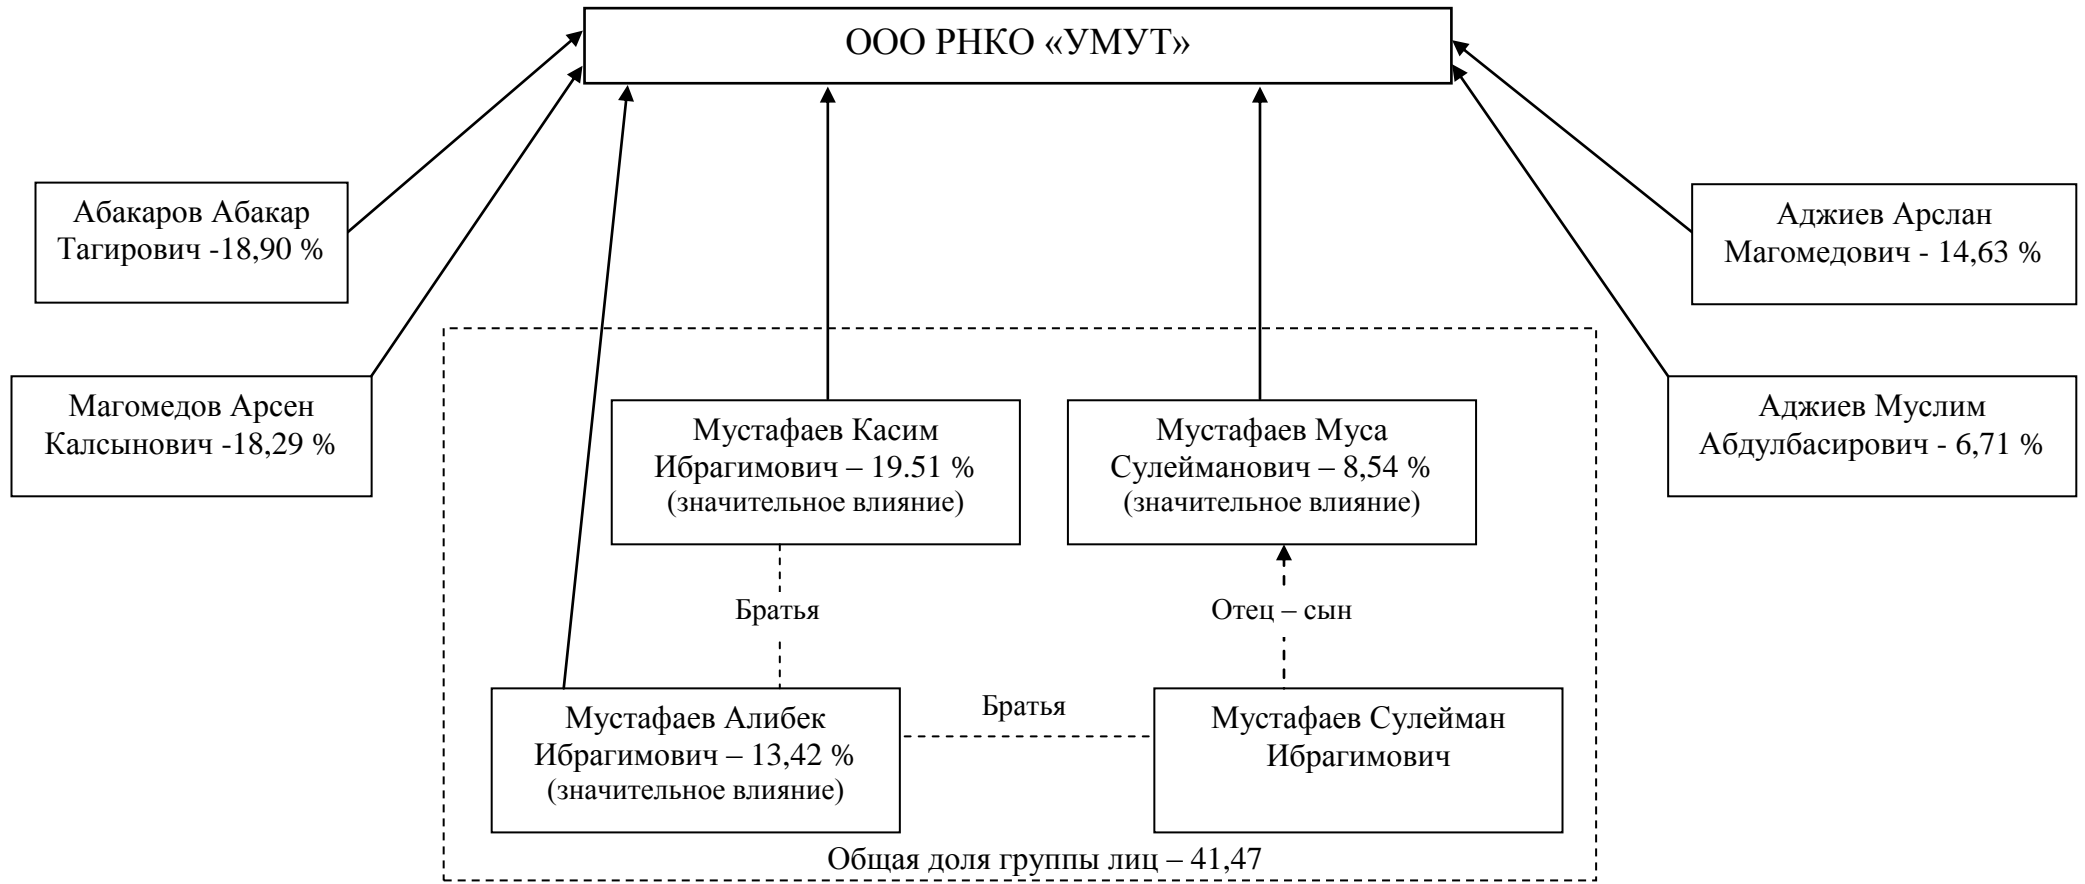 ООО РНКО «УМУТ»
Абакаров Абакар
Тагирович -18,90 %
Аджиев Арслан
Магомедович - 14,63 %
Магомедов Арсен
Калсынович -18,29 %
Мустафаев Касим
Ибрагимович – 19.51 %
(значительное влияние)
Мустафаев Муса
Сулейманович – 8,54 %
(значительное влияние)
Аджиев Муслим
Абдулбасирович - 6,71 %
Братья
Отец – сын
Мустафаев Алибек
Ибрагимович – 13,42 %
(значительное влияние)
Братья
Мустафаев Сулейман
Ибрагимович
Общая доля группы лиц – 41,47